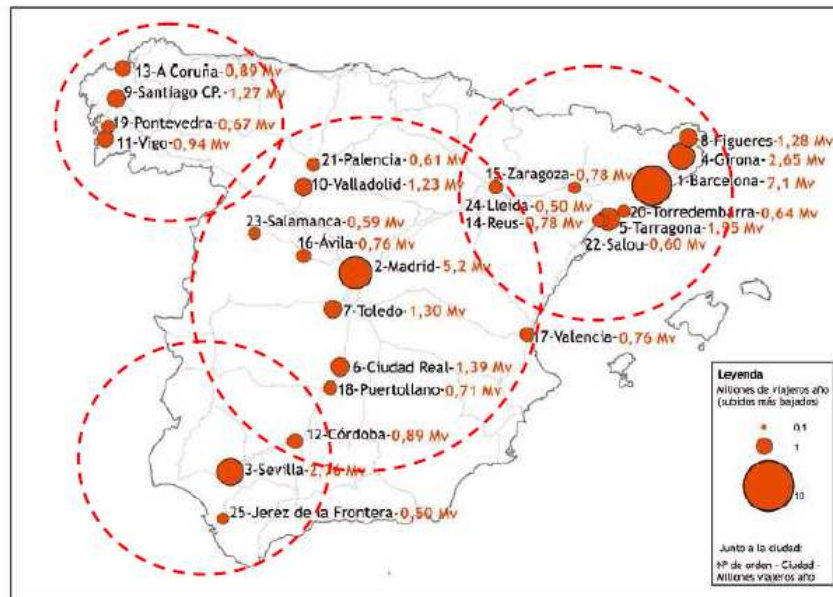 13-A Coruña-0,89 Mv
9-Santiago CP.-1,27 Mv
19-Pontevedra-0,67 Mv
11-Vigo-0,94 Mv
21-Palencia-0,61 Mv
10-Valladolid-1,23 Mv
23-Salamanca-0,59 Mv
16-Ávila-0,76 Mv
2-Madrid-5,2 Mv
7-Toledo-1,30 Mv
6-Ciudad Real-1,39 Mv
18-Puertollano-0,71 Mv
12-Córdoba-0,89 Mv
3-Sevilla-2,76 Mv
25-Jerez de la Frontera-0,50 Mv
8-Figueres-1,28 Mv
4-Girona-2,65 Mv
15-Zaragoza-0,78 Mv
1-Barcelona-7,1 Mv
24-Lleida-0,50 Mv
20-Torredembarra-0,64 Mv
14-Reus-0,78 Mv
5-Tarragona-1,95 Mv
22-Salou-0,60 Mv
17-Valencia-0,76 Mv
Leyenda
Millones de viajeros año
(subidos más bajados)
0,1
1
10
Junto a la ciudad:
Nº de orden - Ciudad -
Millones viajeros año